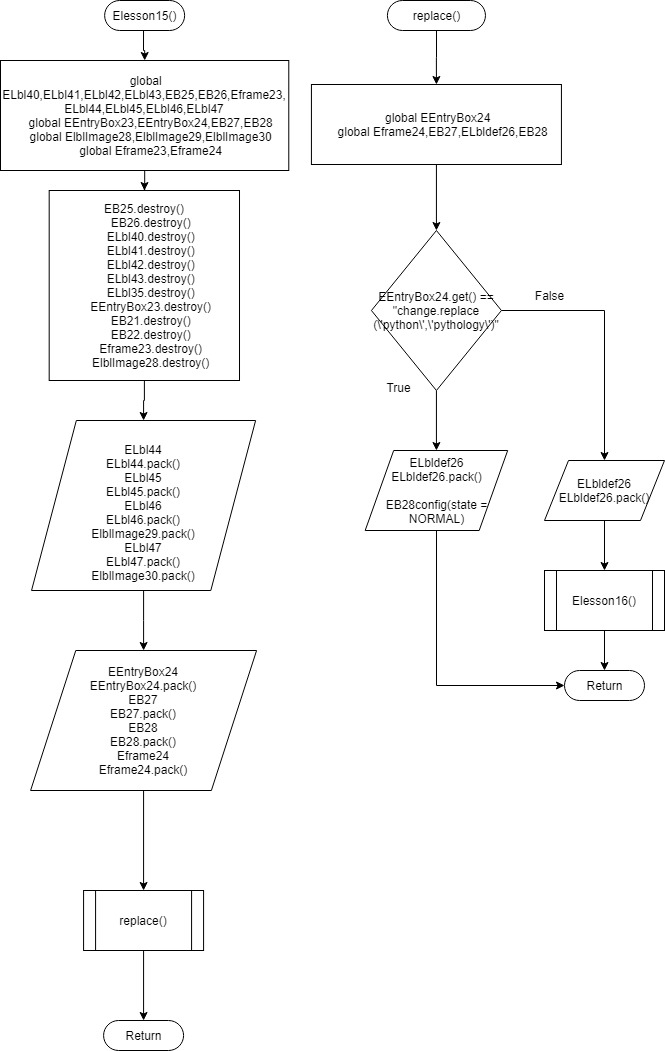 Elesson15()
global
ELbl40,ELbl41,ELbl42,ELbl43,EB25,EB26,Eframe23,
ELbl44,ELbl45,ELbl46,ELbl47
global EEntryBox23,EEntryBox24,EB27,EB28
global ElblImage28,ElblImage29,ElblImage30
global Eframe23,Eframe24
EB25.destroy()
EB26.destroy()
ELbl40.destroy()
ELbl41.destroy()
ELbl42.destroy()
ELbl43.destroy()
ELbl35.destroy()
EEntryBox23.destroy()
EB21.destroy()
EB22.destroy()
Eframe23.destroy()
ElblImage28.destroy()
ELbl44
ELbl44.pack()
ELbl45
ELbl45.pack()
ELbl46
ELbl46.pack()
ElblImage29.pack()
ELbl47
ELbl47.pack()
ElblImage30.pack()
EEntryBox24
EEntryBox24.pack()
EB27
EB27.pack()
EB28
EB28.pack()
Eframe24
Eframe24.pack()
replace()
Return
replace()
global EEntryBox24
global Eframe24,EB27,ELbldef26,EB28
EEntryBox24.get() ==
"change.replace
(\'python\',\'pythology\')"
False
True
ELbldef26
ELbldef26.pack()
EB28config(state =
NORMAL)
ELbldef26
ELbldef26.pack()
Elesson16()
Return